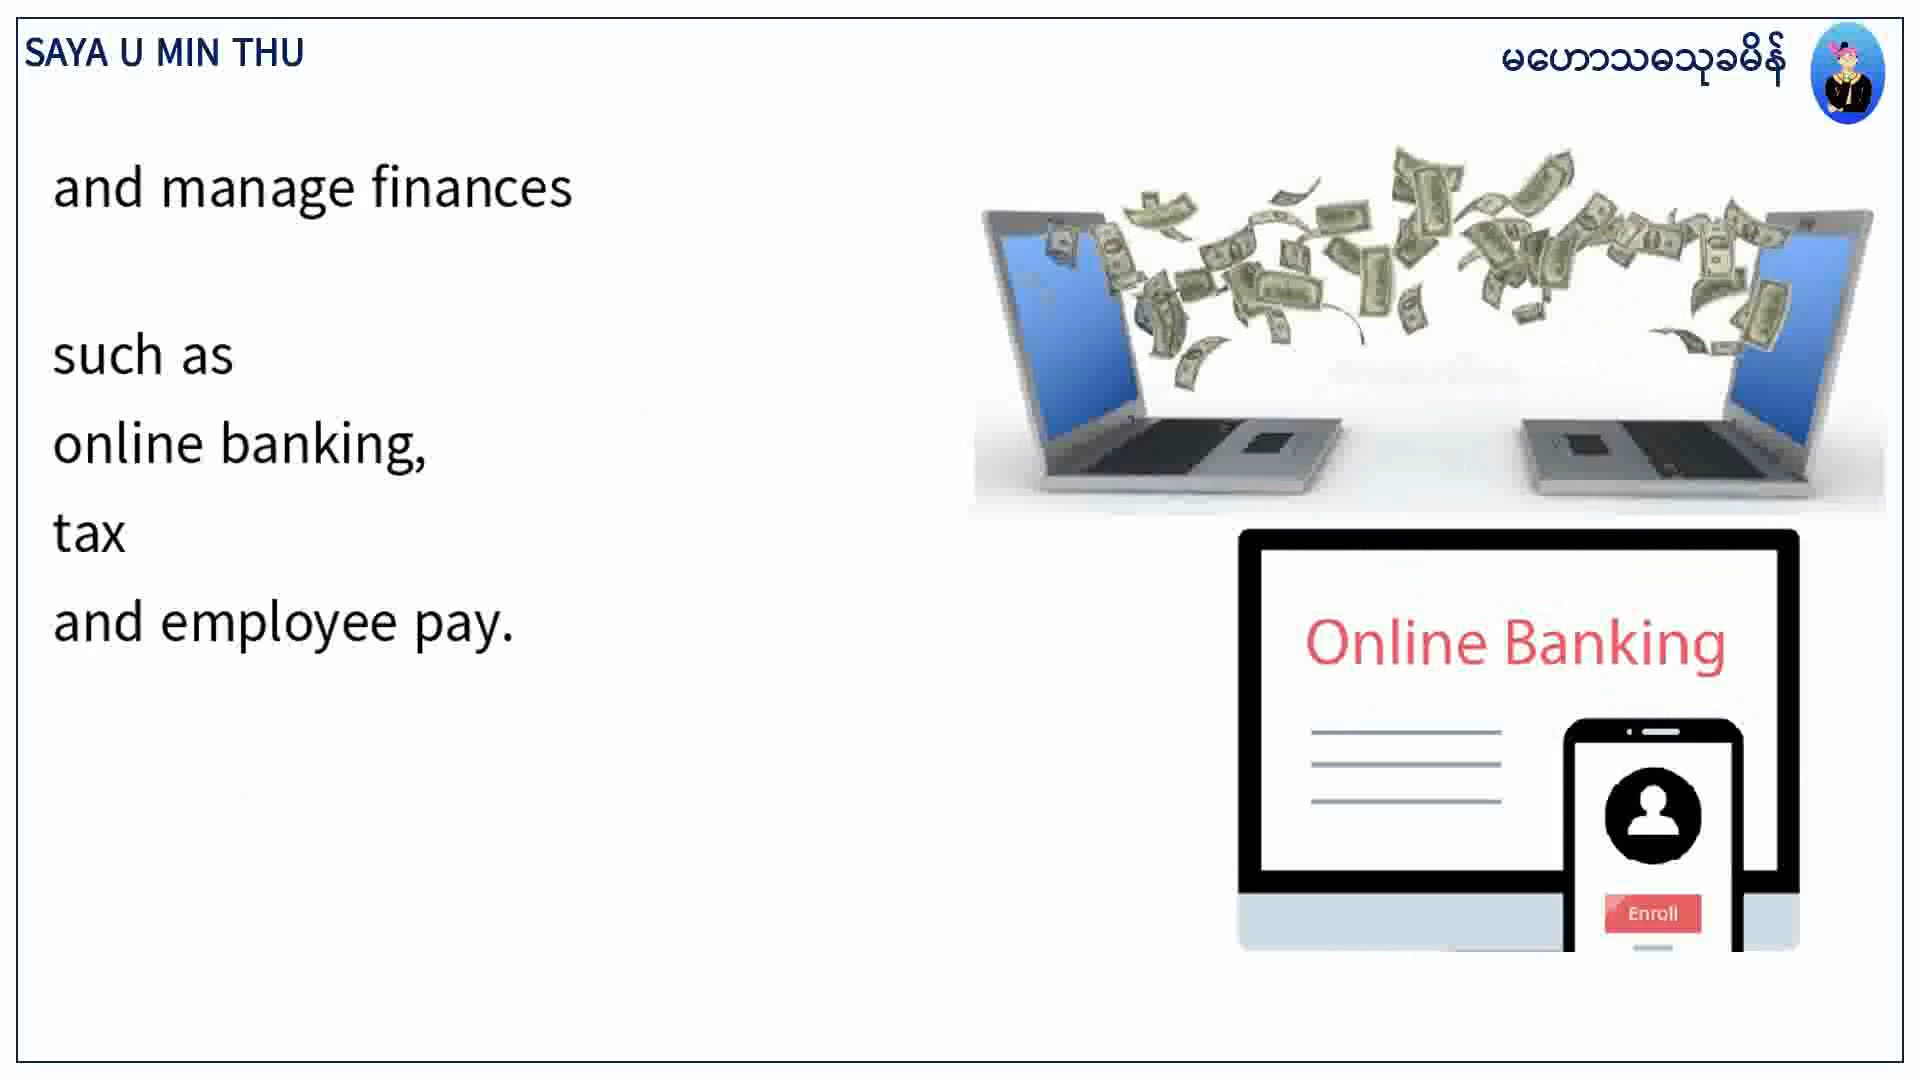 SAYA U MIN THU
မဟောသဓသုခမိန်
and manage finances
such as
online banking,
tax
and employee pay.
Online Banking
Enroll